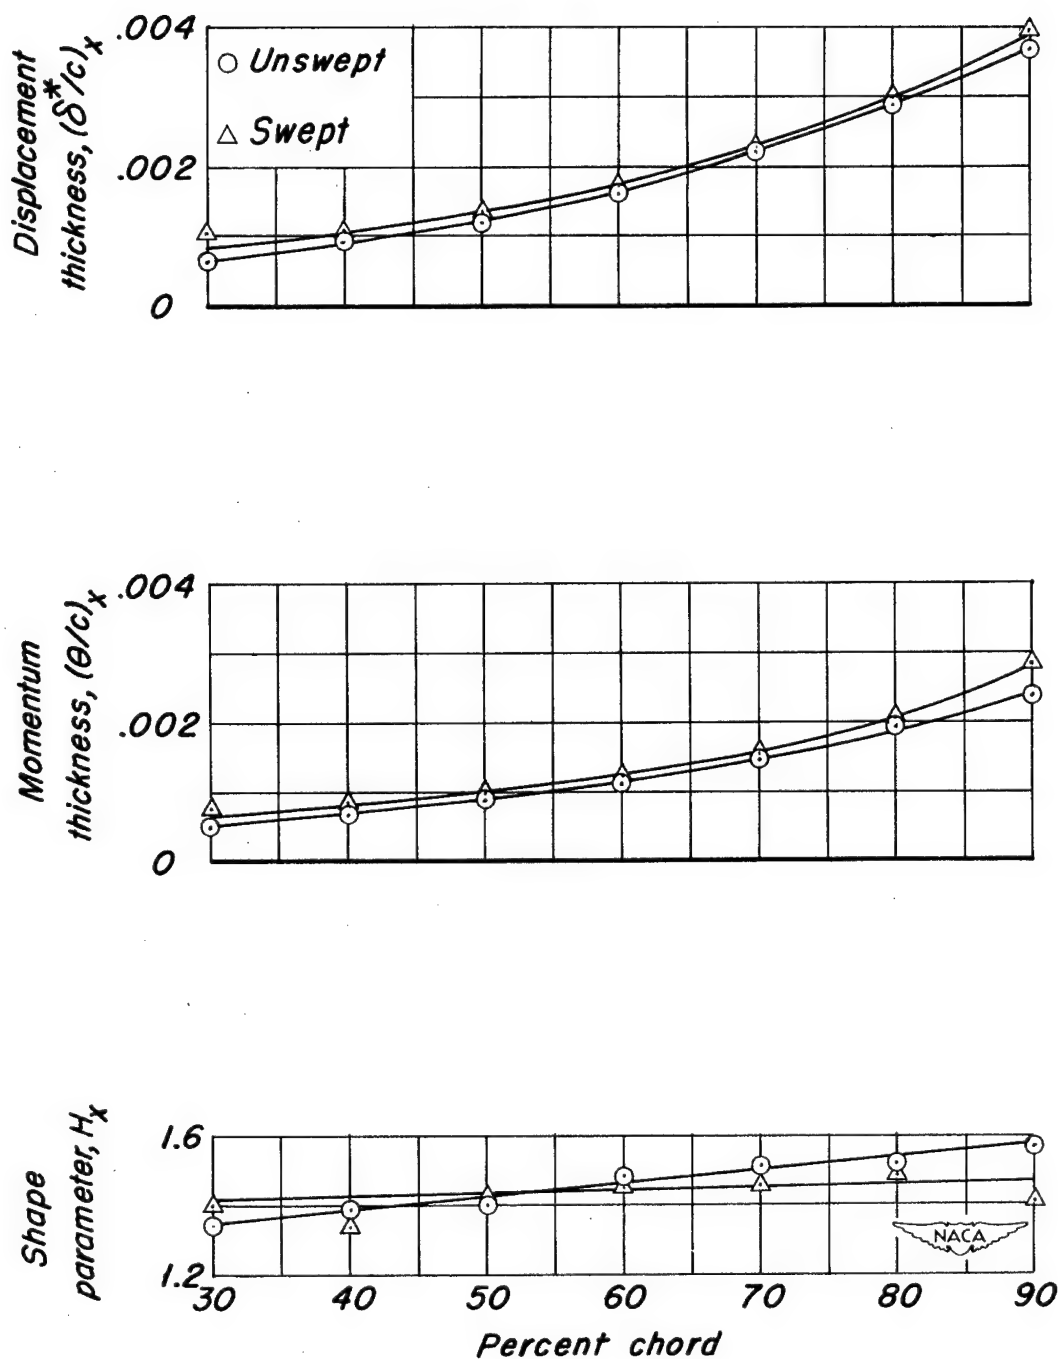 Displacement
thickness, (δ*/c)x
.004
.002
0
Unswept
Swept
Momentum
thickness, (θ/c)x
.004
.002
0
Shape
parameter, Hx
1.6
1.2
NACA
30 40 50 60 70 80 90
Percent chord